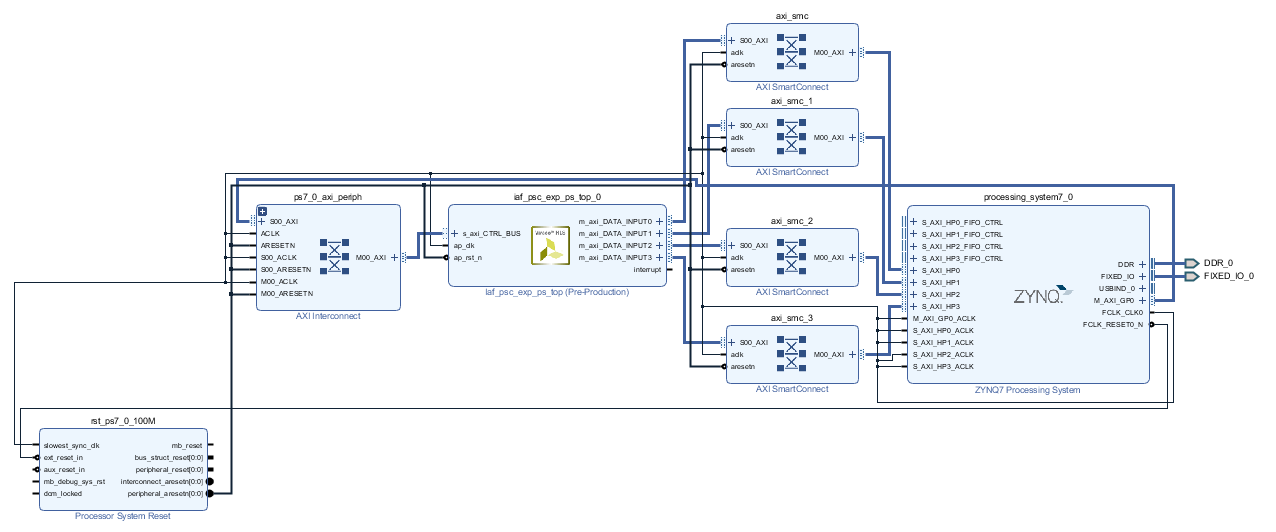 axi_smc
S00_AXI
aclk
aresetn
M00_AXI
AXI SmartConnect
axi_smc_1
S00_AXI
aclk
aresetn
M00_AXI
AXI SmartConnect
ps7_0_axi_periph
S00_AXI
ACLK
ARESETN
S00_ACLK
S00_ARESETN
M00_ACLK
M00_ARESETN
M00_AXI
AXI Interconnect
iaf_psc_exp_ps_top_0
s_axi_CTRL_BUS
ap_clk
ap_rst_n
Vivado™ HLS
m_axi_DATA_INPUT0
m_axi_DATA_INPUT1
m_axi_DATA_INPUT2
m_axi_DATA_INPUT3
interrupt
iaf_psc_exp_ps_top (Pre-Production)
axi_smc_2
S00_AXI
aclk
aresetn
M00_AXI
AXI SmartConnect
axi_smc_3
S00_AXI
aclk
aresetn
M00_AXI
AXI SmartConnect
processing_system7_0
S_AXI_HP0_FIFO_CTRL
S_AXI_HP1_FIFO_CTRL
S_AXI_HP2_FIFO_CTRL
S_AXI_HP3_FIFO_CTRL
S_AXI_HP0
S_AXI_HP1
S_AXI_HP2
S_AXI_HP3
M_AXI_GP0_ACLK
S_AXI_HP0_ACLK
S_AXI_HP1_ACLK
S_AXI_HP2_ACLK
S_AXI_HP3_ACLK
ZYNQ
DDR
FIXED_IO
USBIND_0
M_AXI_GP0
FCLK_CLK0
FCLK_RESET0_N
ZYNQ7 Processing System
DDR_0
FIXED_IO_0
rst_ps7_0_100M
slowest_sync_clk
ext_reset_in
aux_reset_in
mb_debug_sys_rst
dcm_locked
mb_reset
bus_struct_reset[0:0]
peripheral_reset[0:0]
interconnect_aresetn[0:0]
peripheral_aresetn[0:0]
Processor System Reset